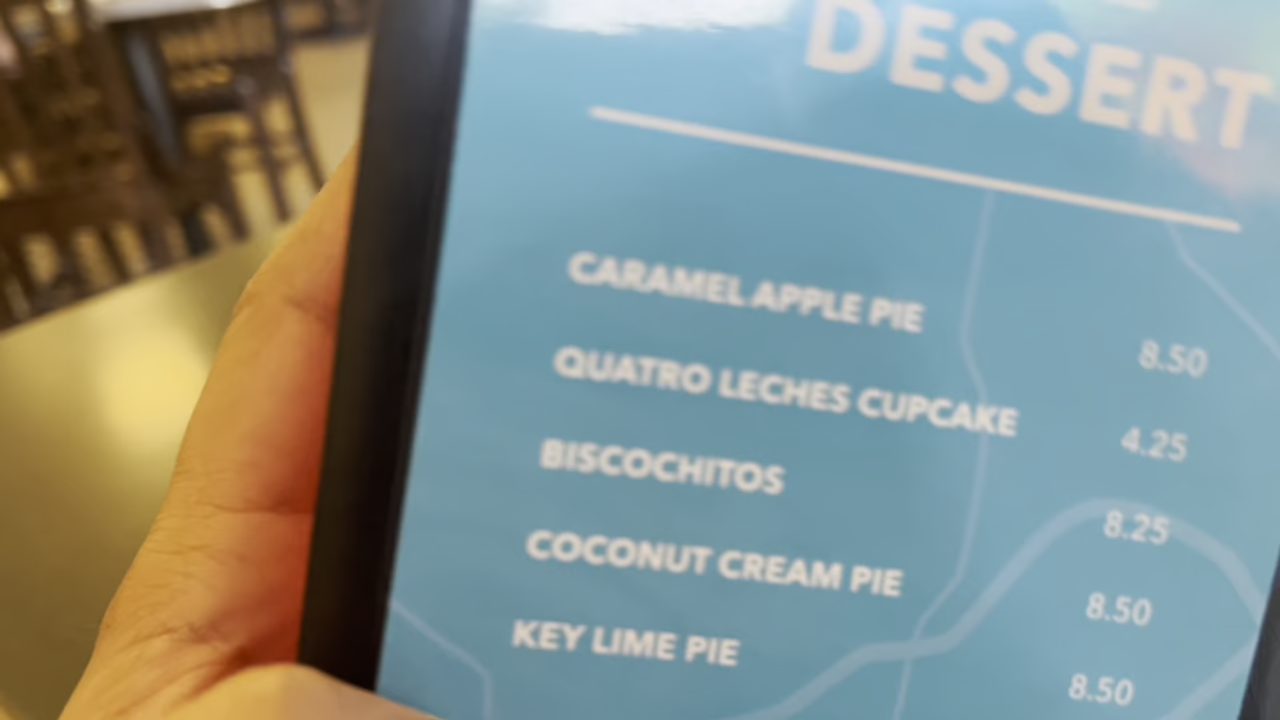 DESSERT
CARAMEL APPLE PIE 8.50
QUATRO LECHES CUPCAKE 4.25
BISCOCHITOS 8.25
COCONUT CREAM PIE 8.50
KEY LIME PIE 8.50